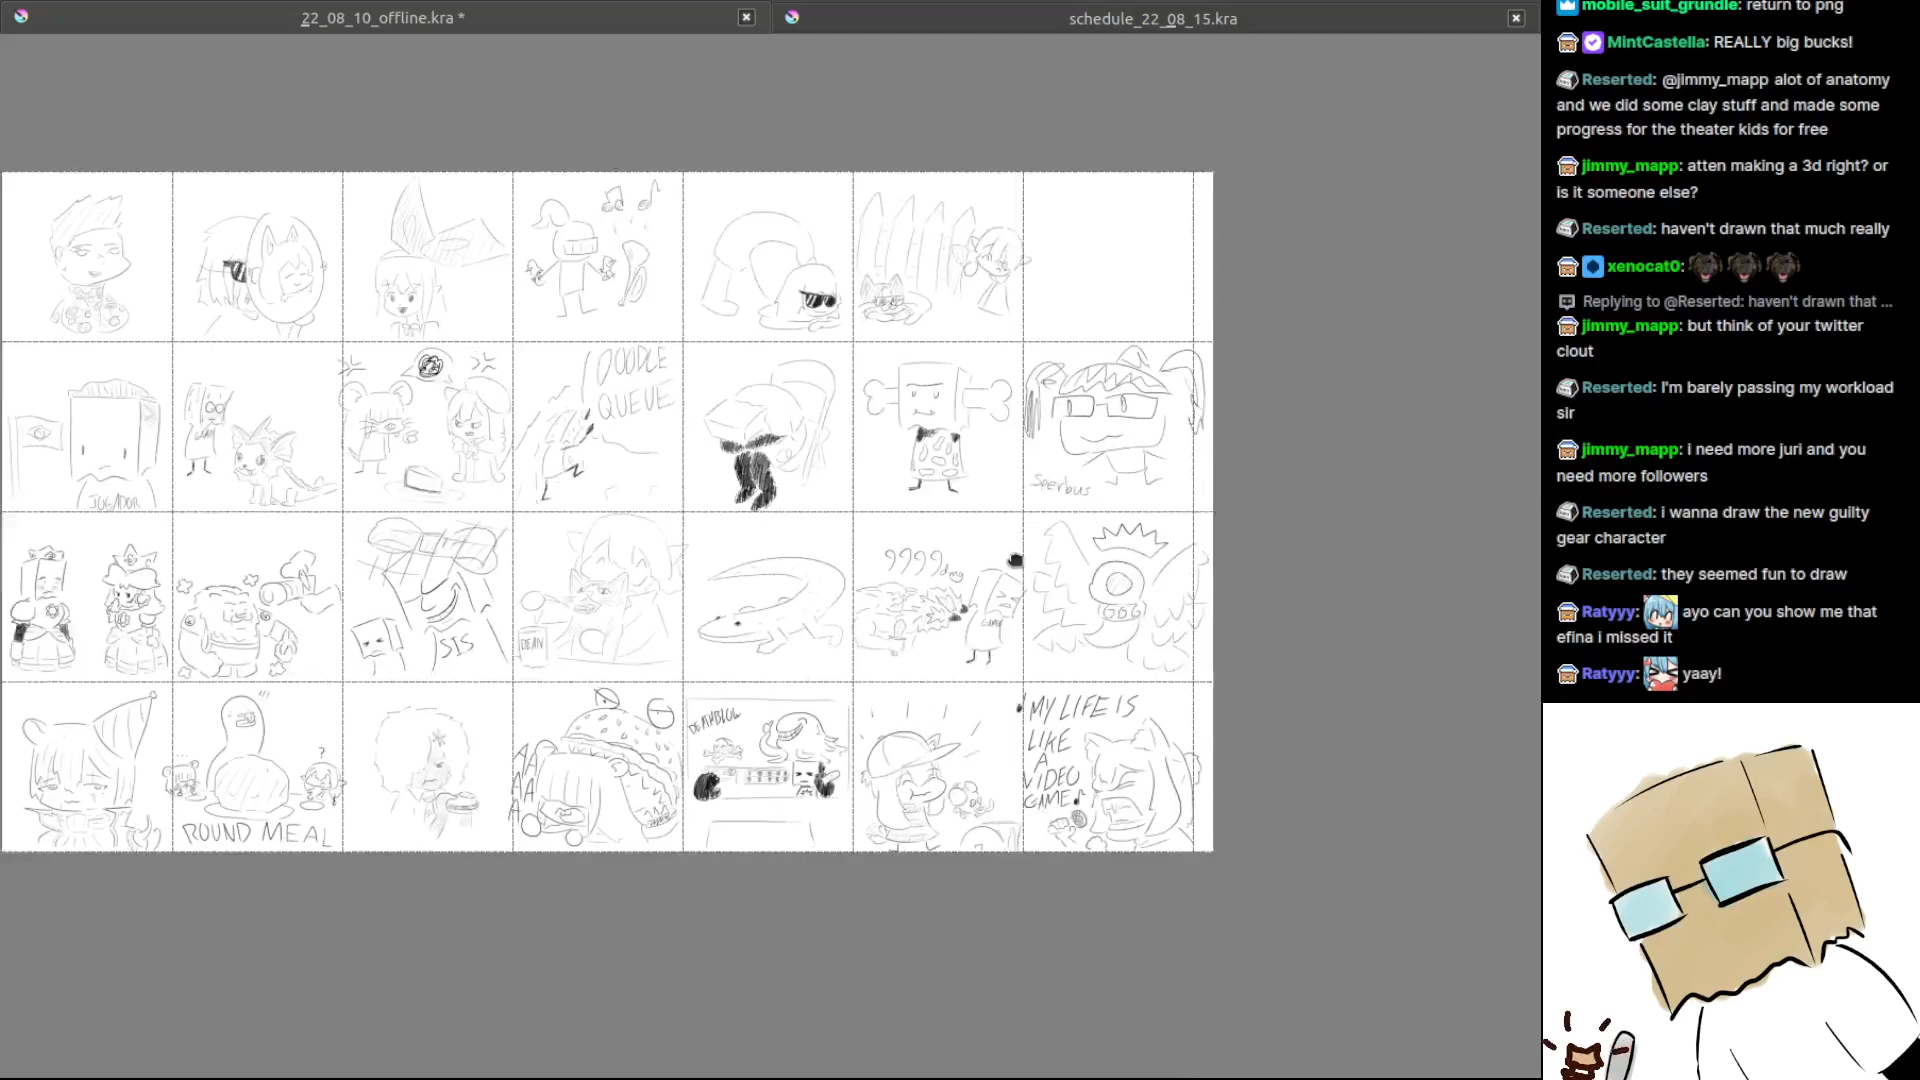 22_08_10_offline.kra *
schedule_22_08_15.kra
mobile_suit_grundle: return to png
MintCastella: REALLY big bucks!
Reserted: @jimmy_mapp alot of anatomy
and we did some clay stuff and made some
progress for the theater kids for free
jimmy_mapp: atten making a 3d right? or
is it someone else?
Reserted: haven't drawn that much really
xenocat0:
Replying to @Reserted: haven't drawn that ...
jimmy_mapp: but think of your twitter
clout
Reserted: I'm barely passing my workload
sir
jimmy_mapp: i need more juri and you
need more followers
Reserted: i wanna draw the new guilty
gear character
Reserted: they seemed fun to draw
Ratyyy: ayo can you show me that
efina i missed it
Ratyyy: yaay!
DOODLE
QUEUE
JOGADOR
Sperbus
9999dmg
DEAN
SIS
GAME
666
ROUND MEAL
AA
A
A
A
DEATHBLOW
MY LIFE IS
LIKE
A
VIDEO
GAME